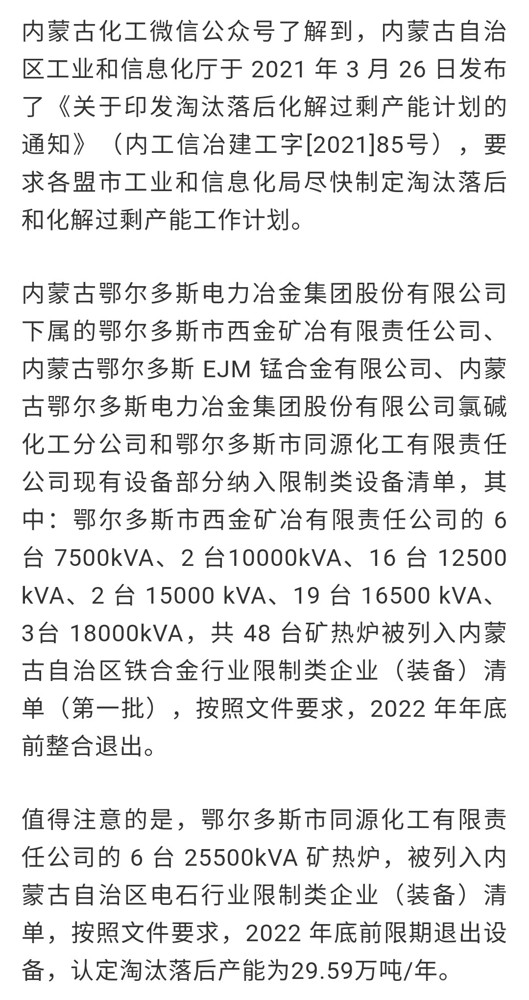 内蒙古化工微信公众号了解到，内蒙古自治
区工业和信息化厅于 2021 年 3 月 26 日发布
了《关于印发淘汰落后化解过剩产能计划的
通知》（内工信冶建工字[2021]85号），要
求各盟市工业和信息化局尽快制定淘汰落后
和化解过剩产能工作计划。
内蒙古鄂尔多斯电力冶金集团股份有限公司
下属的鄂尔多斯市西金矿冶有限责任公司、
内蒙古鄂尔多斯 EJM 锰合金有限公司、内蒙
古鄂尔多斯电力冶金集团股份有限公司氯碱
化工分公司和鄂尔多斯市同源化工有限责任
公司现有设备部分纳入限制类设备清单，其
中：鄂尔多斯市西金矿冶有限责任公司的 6
台 7500kVA、2 台10000kVA、16 台 12500
kVA、2 台 15000 kVA、19 台 16500 kVA、
3台 18000kVA，共 48 台矿热炉被列入内蒙
古自治区铁合金行业限制类企业（装备）清
单（第一批），按照文件要求，2022 年年底
前整合退出。
值得注意的是，鄂尔多斯市同源化工有限责
任公司的 6 台 25500kVA 矿热炉，被列入内
蒙古自治区电石行业限制类企业（装备）清
单，按照文件要求，2022 年底前限期退出设
备，认定淘汰落后产能为29.59万吨/年。